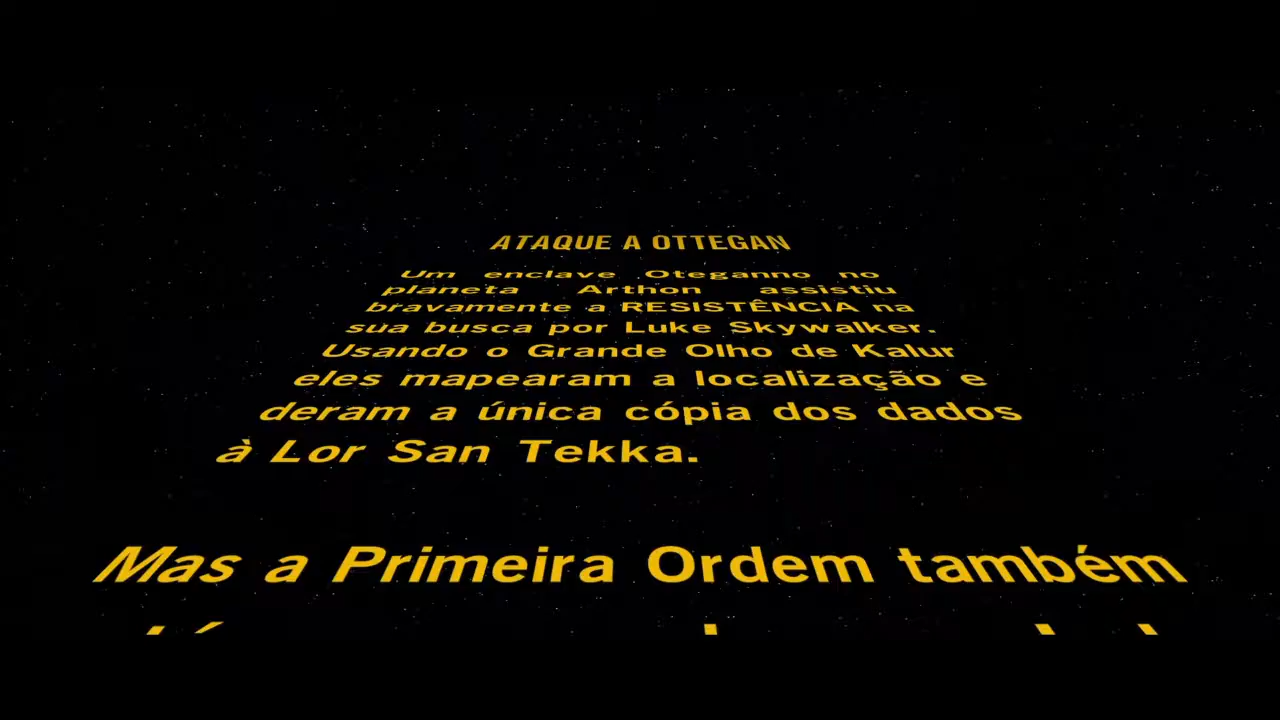 ATAQUE A OTTEGAN
Um enclave Oteganno no
planeta Arthon assistiu
bravamente a RESISTÊNCIA na
sua busca por Luke Skywalker.
Usando o Grande Olho de Kalur
eles mapearam a localização e
deram a única cópia dos dados
à Lor San Tekka.
Mas a Primeira Ordem também